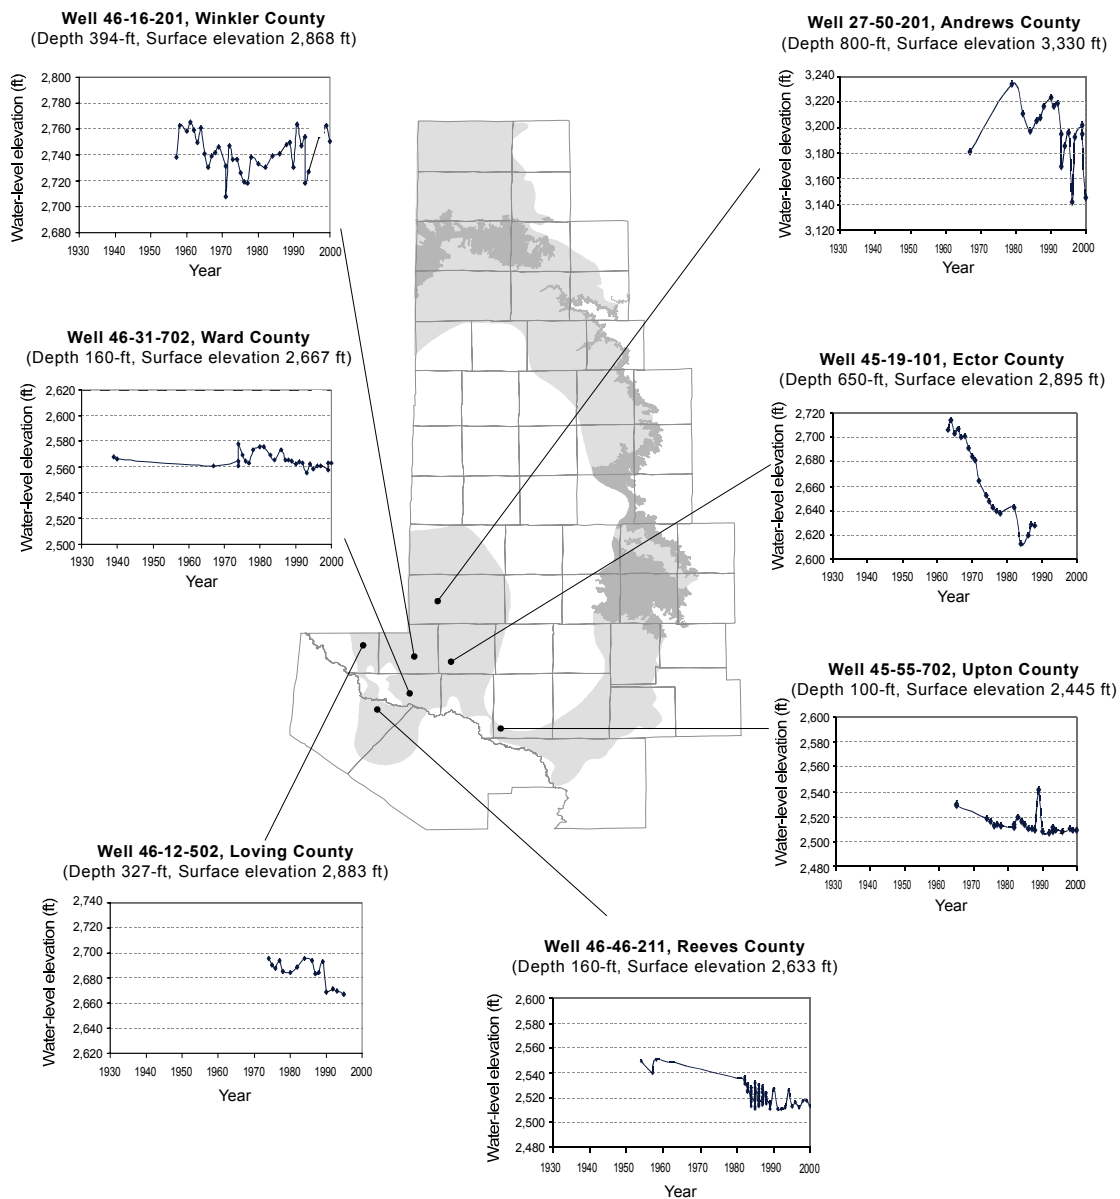 Well 46-16-201, Winkler County
(Depth 394-ft, Surface elevation 2,868 ft)
Water-level elevation (ft)
2,800
2,780
2,760
2,740
2,720
2,700
2,680
1930 1940 1950 1960 1970 1980 1990 2000
Year
Well 27-50-201, Andrews County
(Depth 800-ft, Surface elevation 3,330 ft)
Water-level elevation (ft)
3,240
3,220
3,200
3,180
3,160
3,140
3,120
1930 1940 1950 1960 1970 1980 1990 2000
Year
Well 46-31-702, Ward County
(Depth 160-ft, Surface elevation 2,667 ft)
Water-level elevation (ft)
2,620
2,600
2,580
2,560
2,540
2,520
2,500
1930 1940 1950 1960 1970 1980 1990 2000
Year
Well 45-19-101, Ector County
(Depth 650-ft, Surface elevation 2,895 ft)
Water-level elevation (ft)
2,720
2,700
2,680
2,660
2,640
2,620
2,600
1930 1940 1950 1960 1970 1980 1990 2000
Year
Well 45-55-702, Upton County
(Depth 100-ft, Surface elevation 2,445 ft)
Water-level elevation (ft)
2,600
2,580
2,560
2,540
2,520
2,500
2,480
1930 1940 1950 1960 1970 1980 1990 2000
Year
Well 46-12-502, Loving County
(Depth 327-ft, Surface elevation 2,883 ft)
Water-level elevation (ft)
2,740
2,720
2,700
2,680
2,660
2,640
2,620
1930 1940 1950 1960 1970 1980 1990 2000
Year
Well 46-46-211, Reeves County
(Depth 160-ft, Surface elevation 2,633 ft)
Water-level elevation (ft)
2,600
2,580
2,560
2,540
2,520
2,500
2,480
1930 1940 1950 1960 1970 1980 1990 2000
Year